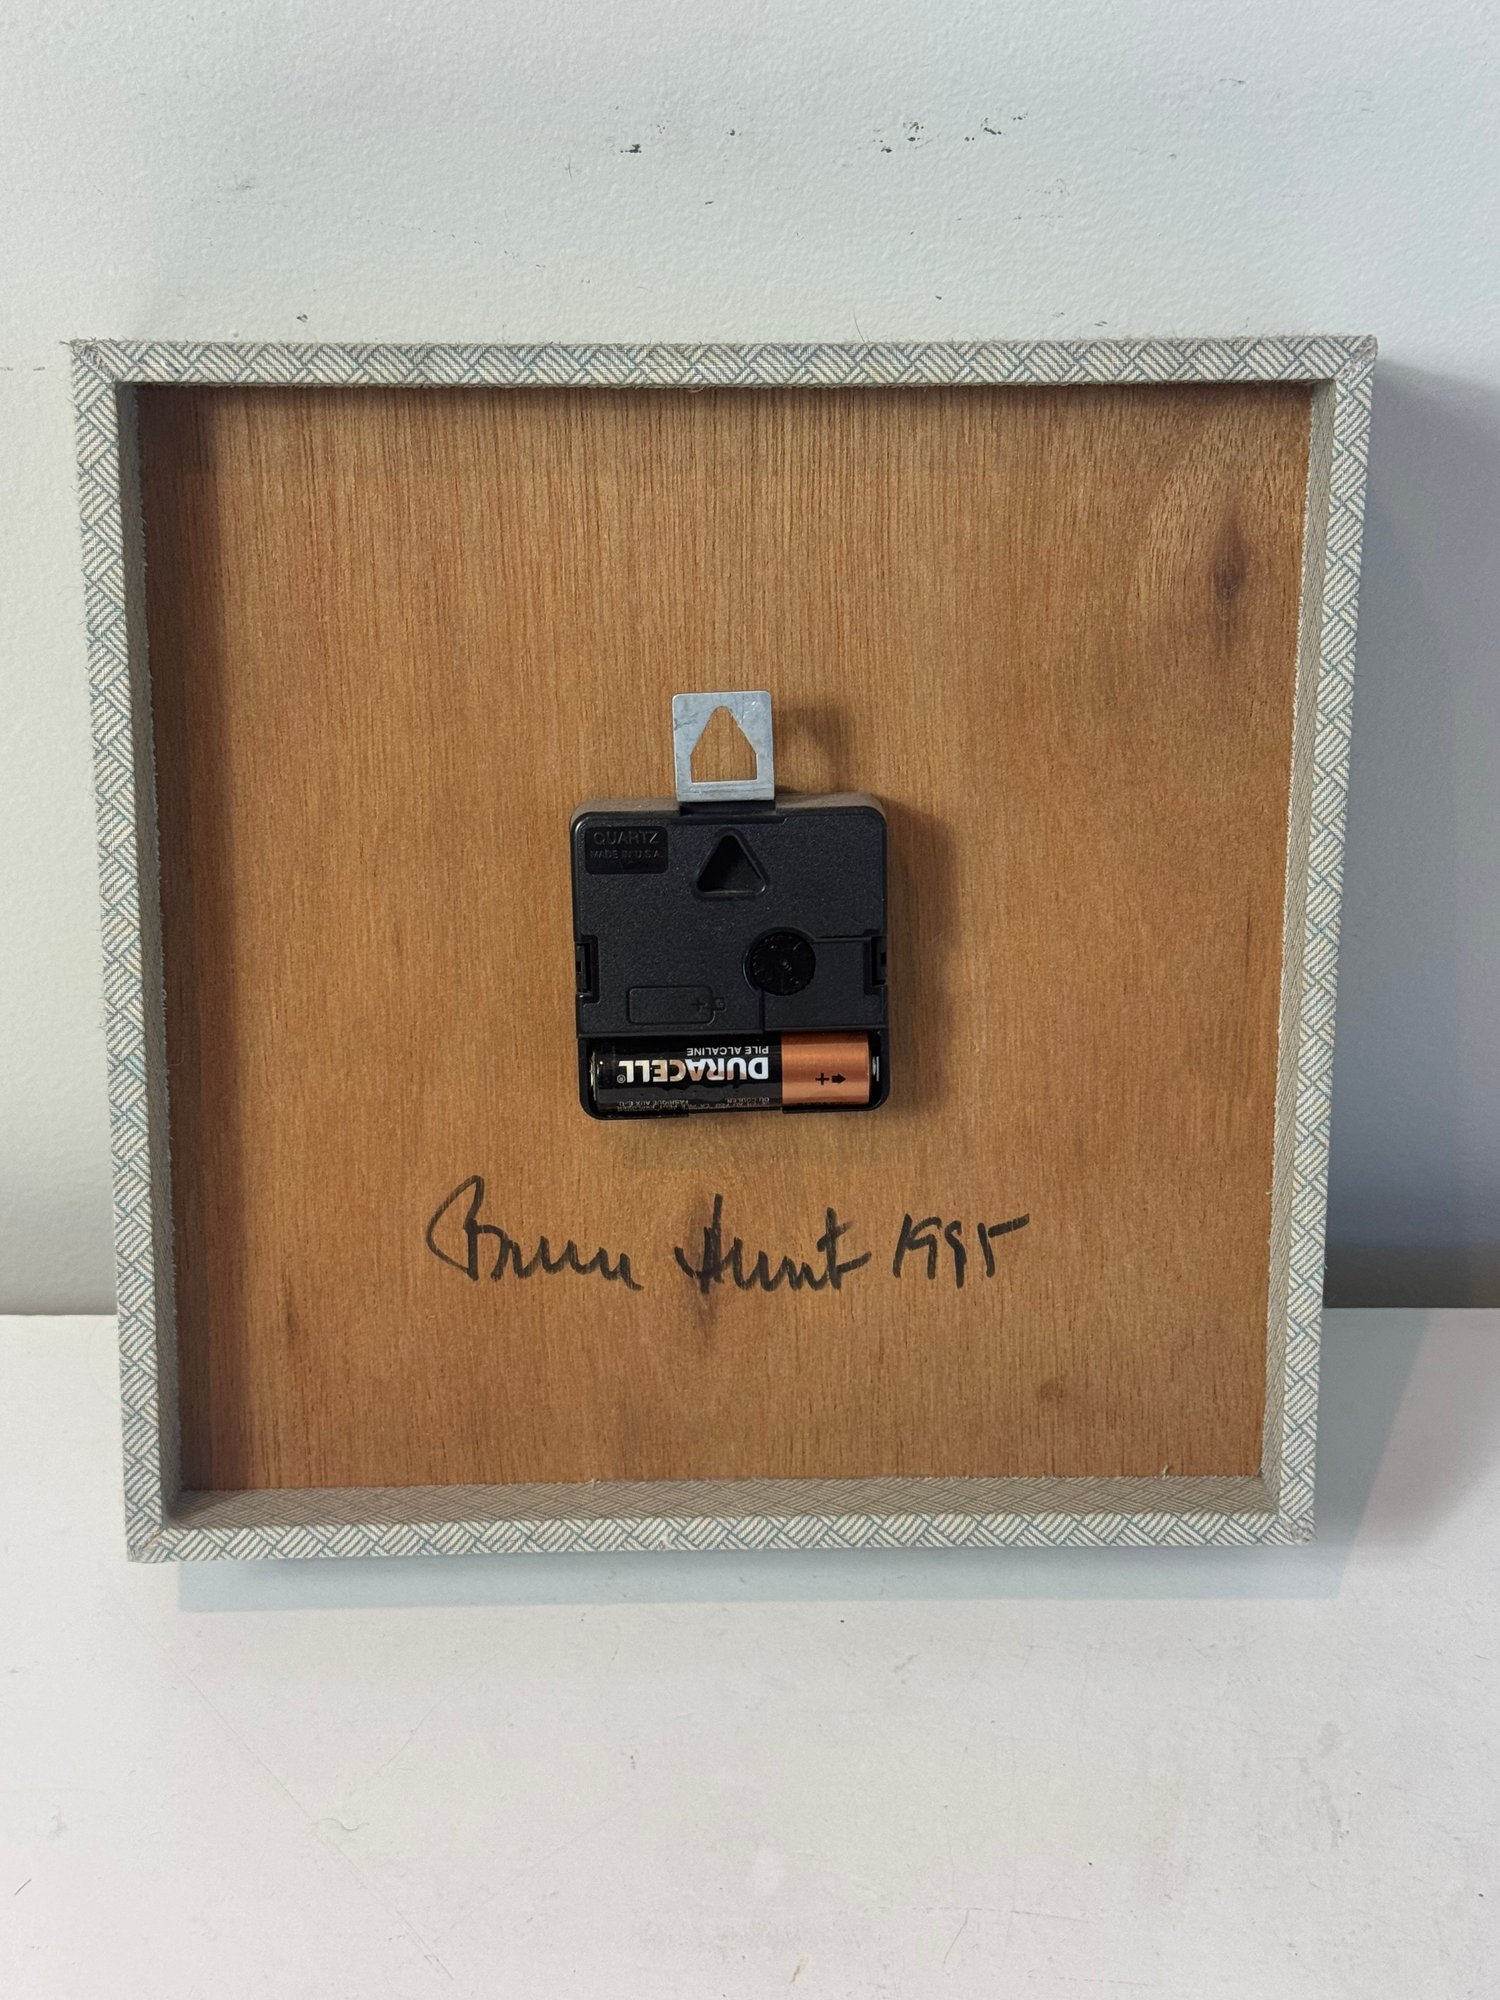 QUARTZ
MADE IN U.S.A.
DURACELL®
PILE ALCALINE
Bruce Hunt 1995